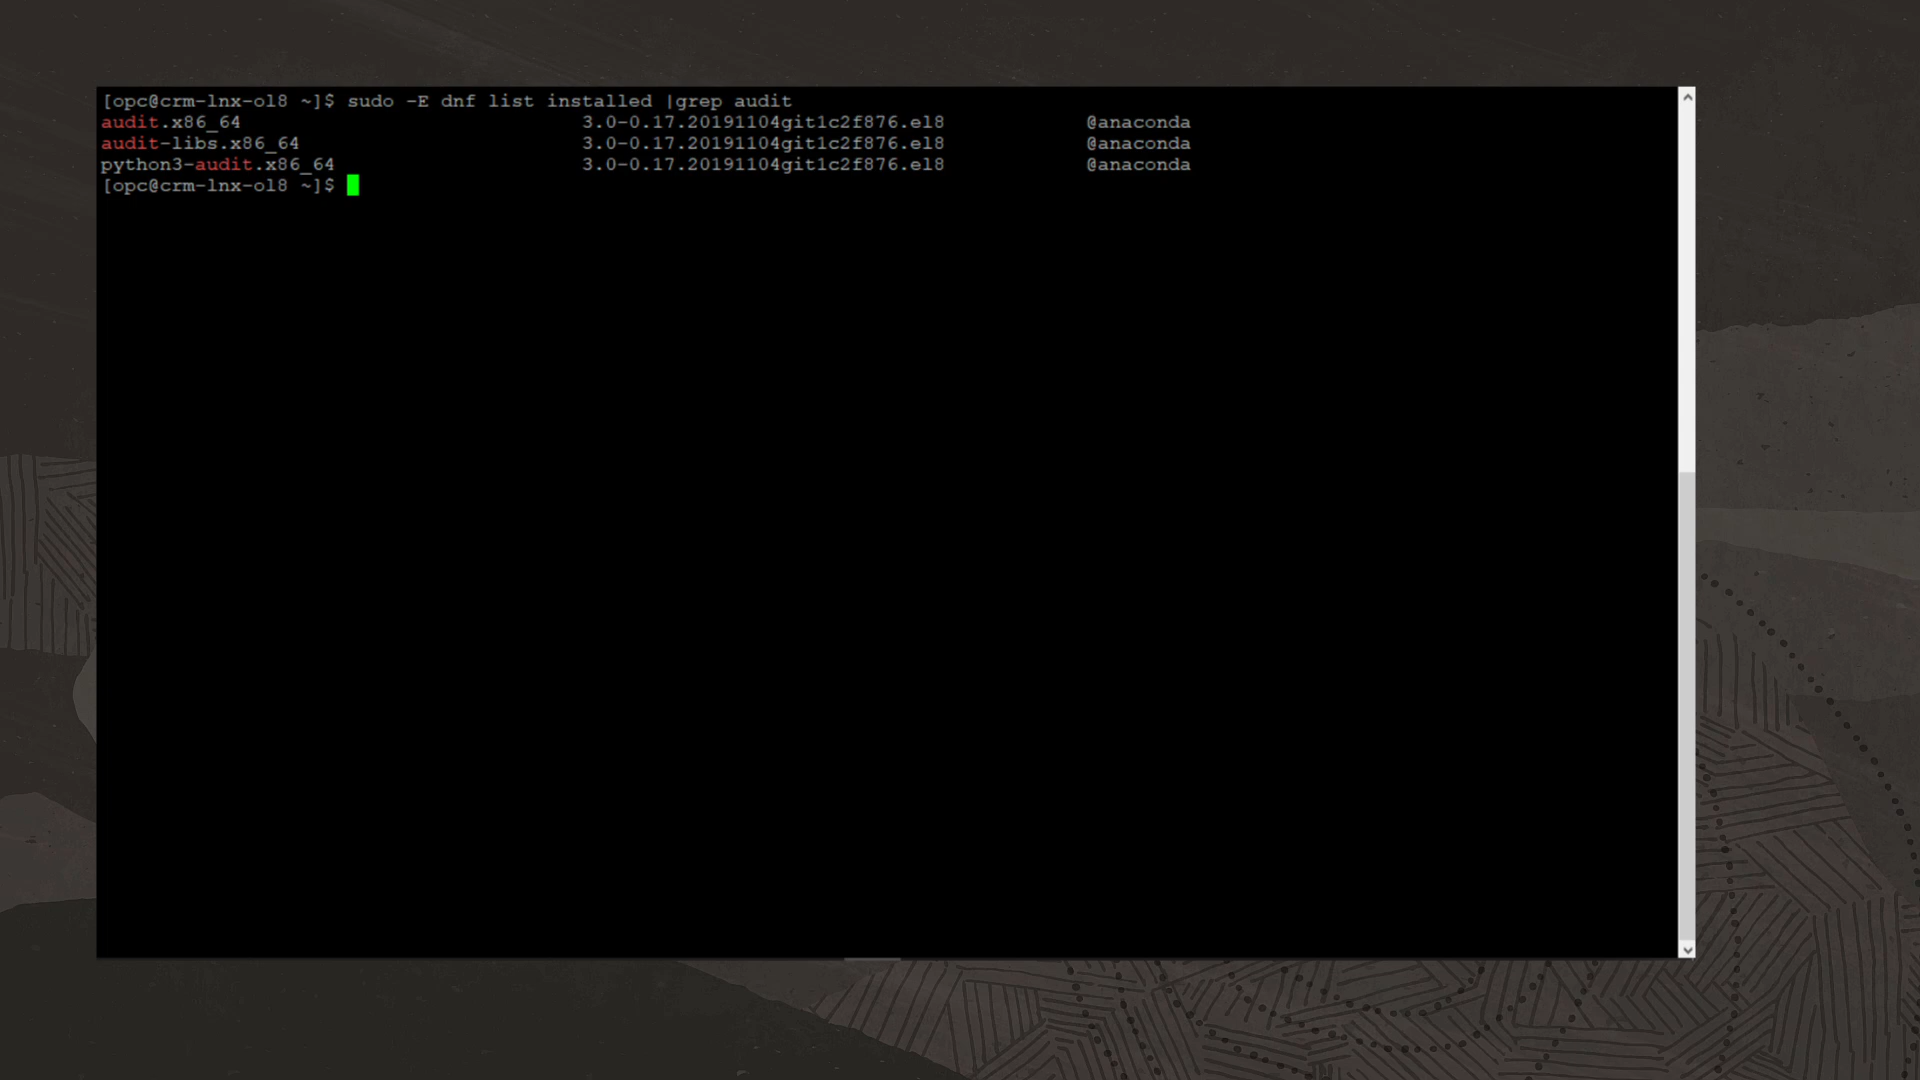 [opc@crm-lnx-ol8 ~]$ sudo -E dnf list installed |grep audit
audit.x86_64 3.0-0.17.20191104git1c2f876.el8 @anaconda
audit-libs.x86_64 3.0-0.17.20191104git1c2f876.el8 @anaconda
python3-audit.x86_64 3.0-0.17.20191104git1c2f876.el8 @anaconda
[opc@crm-lnx-ol8 ~]$